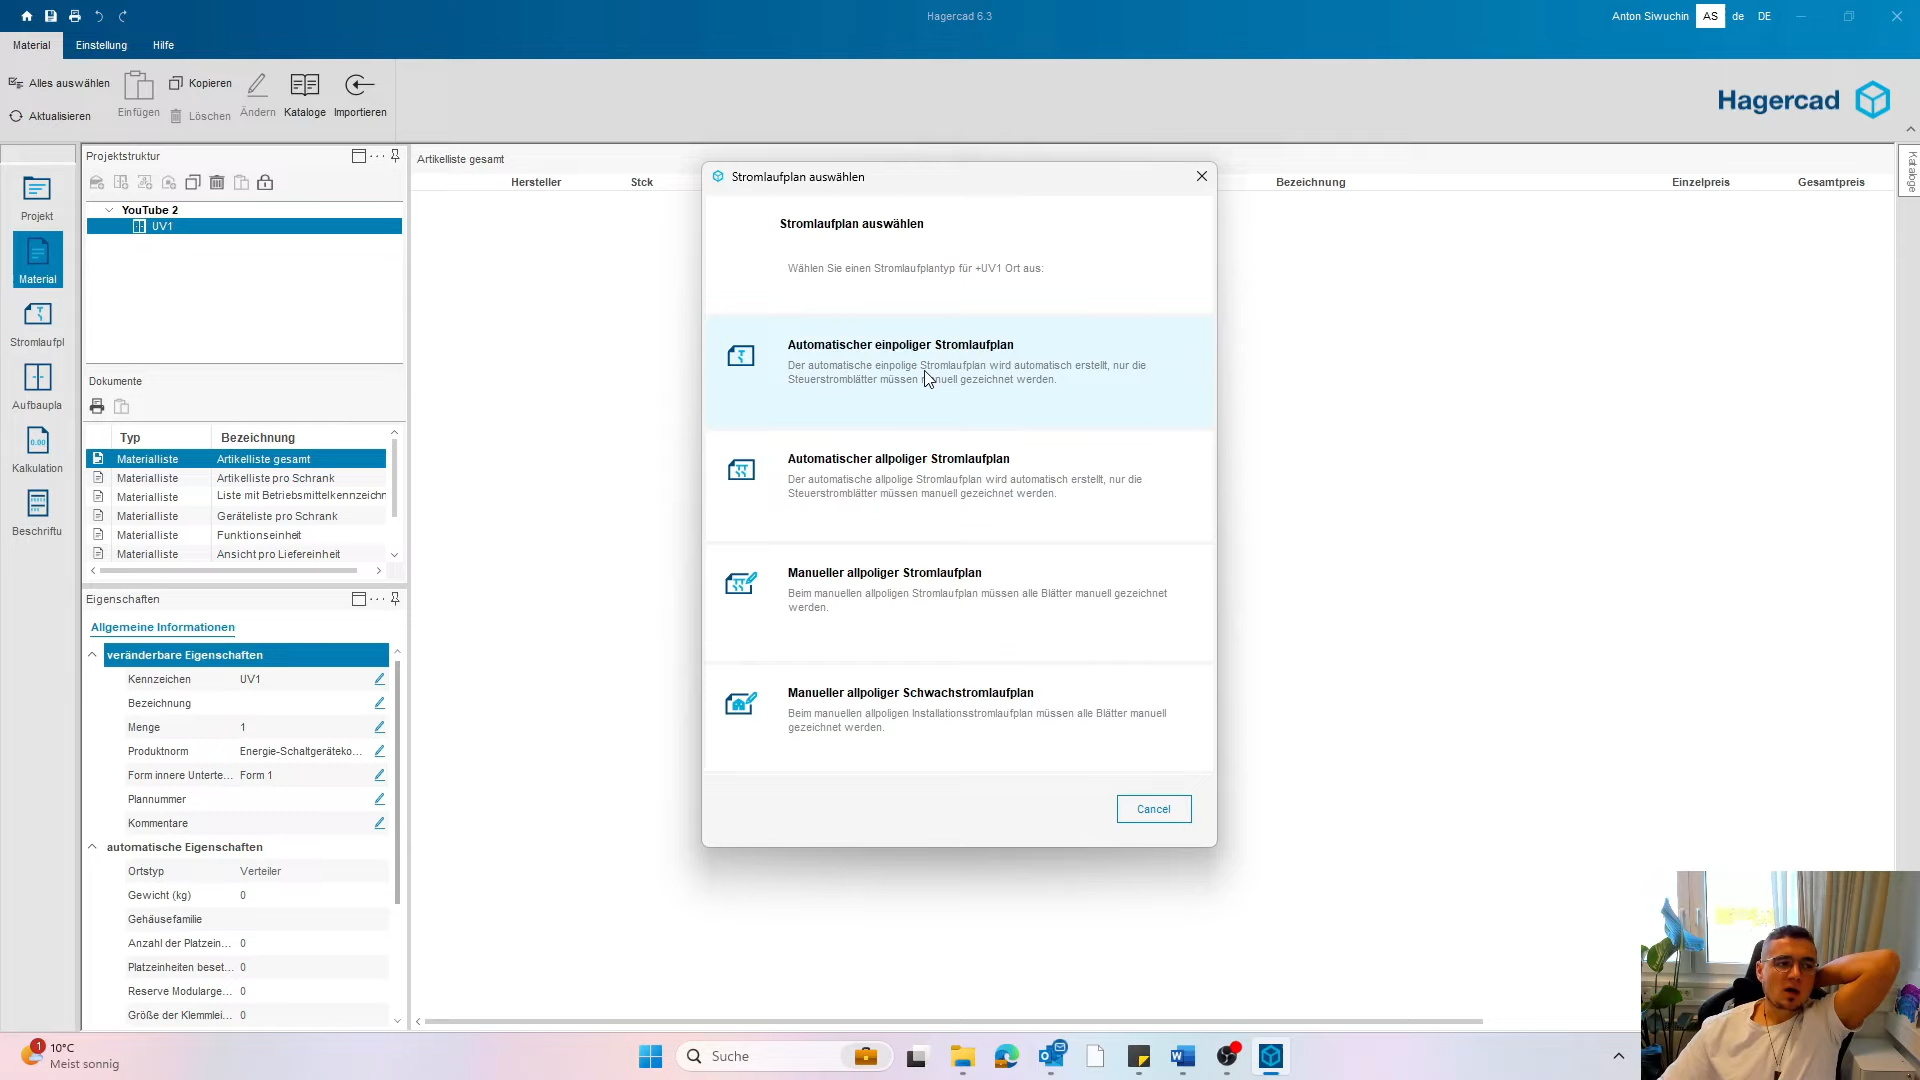 Hagercad 6.3
Anton Siwuchin AS de DE
Material Einstellung Hilfe
Alles auswählen
Aktualisieren
Einfügen
Kopieren
Löschen
Ändern
Kataloge
Importieren
Hagercad
Projekt
Material
Stromlaufpl
Aufbaupla
Kalkulation
0.00
Beschriftu
Projektstruktur
YouTube 2
UV1
Dokumente
Typ Bezeichnung
Materialliste Artikelliste gesamt
Materialliste Artikelliste pro Schrank
Materialliste Liste mit Betriebsmittelkennzeichr
Materialliste Geräteliste pro Schrank
Materialliste Funktionseinheit
Materialliste Ansicht pro Liefereinheit
Eigenschaften
Allgemeine Informationen
veränderbare Eigenschaften
Kennzeichen UV1
Bezeichnung
Menge 1
Produktnorm Energie-Schaltgeräteko...
Form innere Unterte... Form 1
Plannummer
Kommentare
automatische Eigenschaften
Ortstyp Verteiler
Gewicht (kg) 0
Gehäusefamilie
Anzahl der Platzein... 0
Platzeinheiten beset... 0
Reserve Modularge... 0
Größe der Klemmlei... 0
Artikelliste gesamt
Hersteller Stck Bezeichnung Einzelpreis Gesamtpreis
Kataloge
Stromlaufplan auswählen
Stromlaufplan auswählen
Wählen Sie einen Stromlaufplantyp für +UV1 Ort aus:
Automatischer einpoliger Stromlaufplan
Der automatische einpolige Stromlaufplan wird automatisch erstellt, nur die
Steuerstromblätter müssen manuell gezeichnet werden.
Automatischer allpoliger Stromlaufplan
Der automatische allpolige Stromlaufplan wird automatisch erstellt, nur die
Steuerstromblätter müssen manuell gezeichnet werden.
Manueller allpoliger Stromlaufplan
Beim manuellen allpoligen Stromlaufplan müssen alle Blätter manuell gezeichnet
werden.
Manueller allpoliger Schwachstromlaufplan
Beim manuellen allpoligen Installationsstromlaufplan müssen alle Blätter manuell
gezeichnet werden.
Cancel
1
10°C
Meist sonnig
Suche